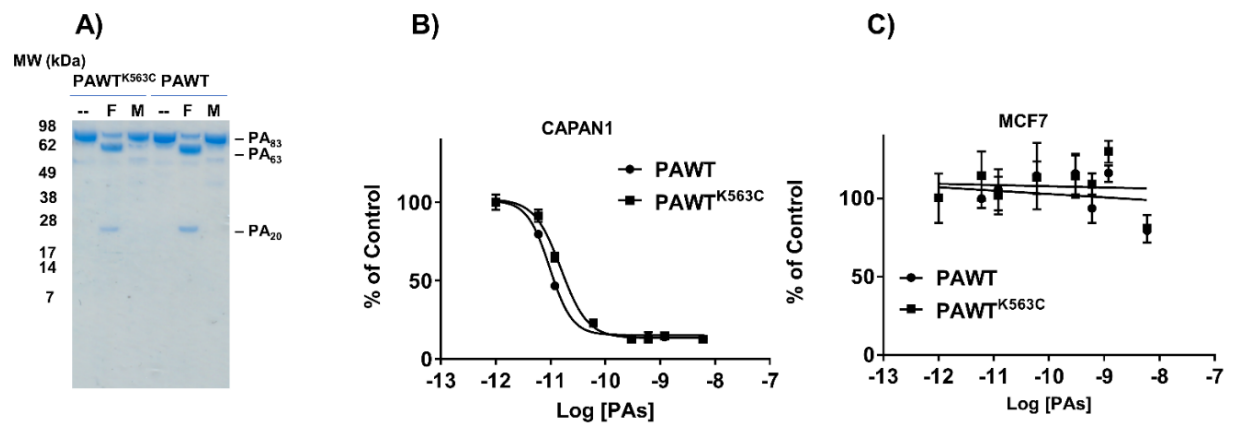 A)
MW (kDa)
PAWTK563C PAWT
-- F M -- F M
98
62
49
38
28
17
14
7
– PA83
– PA63
– PA20
B)
CAPAN1
PAWT
PAWTK563C
% of Control
100
50
0
-13 -12 -11 -10 -9 -8 -7
Log [PAs]
C)
MCF7
% of Control
100
50
0
PAWT
PAWTK563C
-13 -12 -11 -10 -9 -8 -7
Log [PAs]